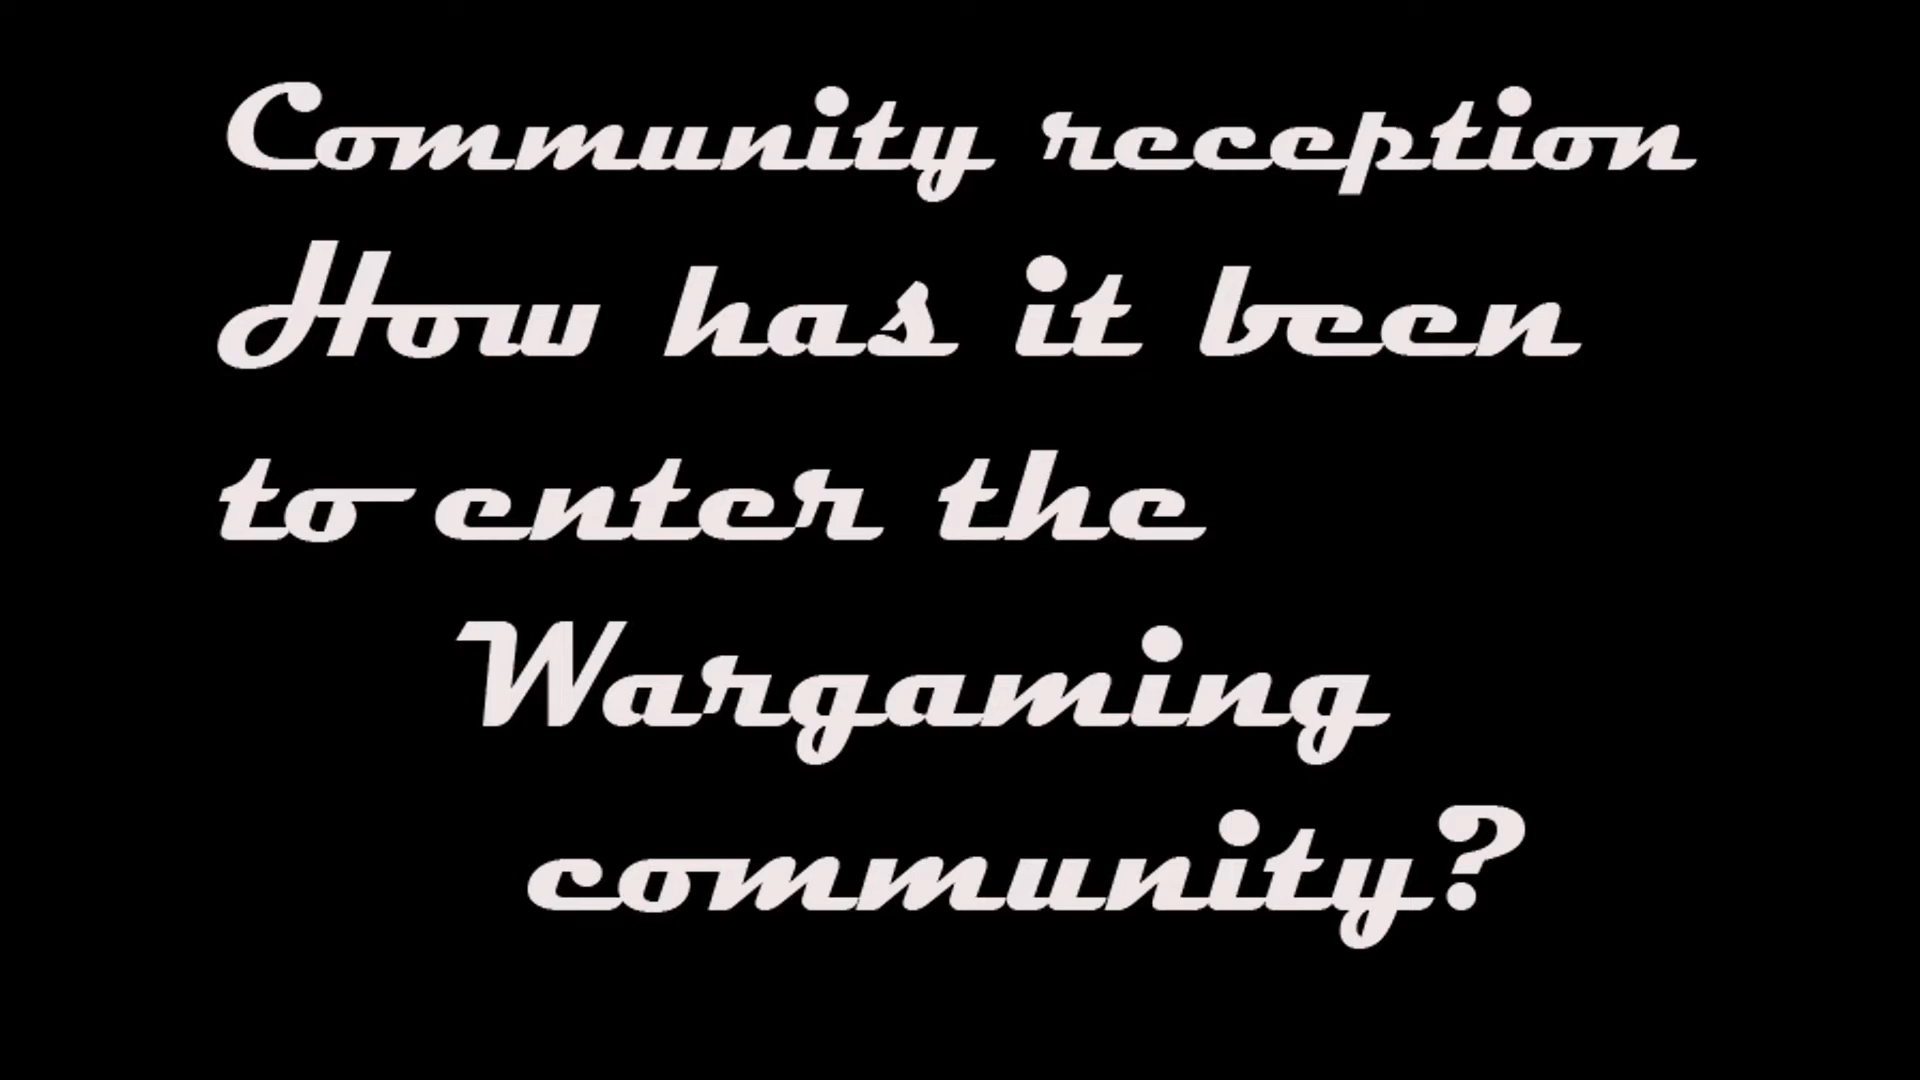 Community reception
How has it been
to enter the
Wargaming
community?